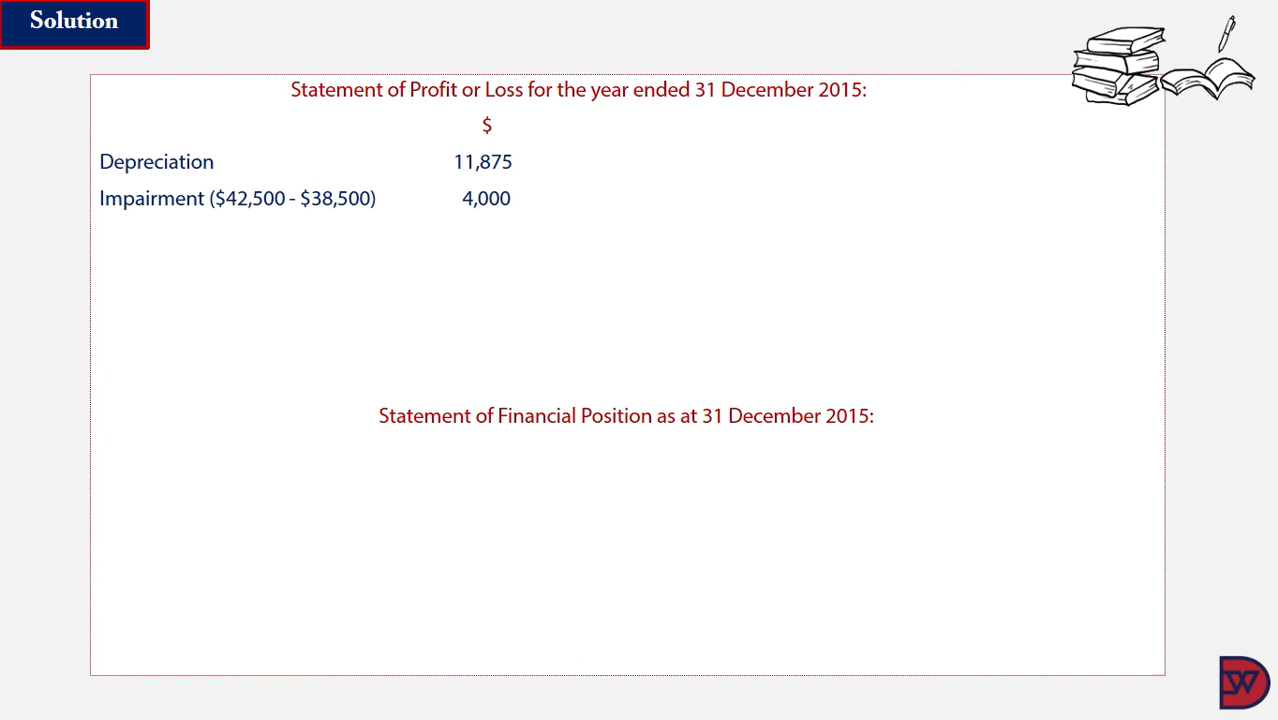 Solution
Statement of Profit or Loss for the year ended 31 December 2015:
$
Depreciation 11,875
Impairment ($42,500 - $38,500) 4,000
Statement of Financial Position as at 31 December 2015:
DW